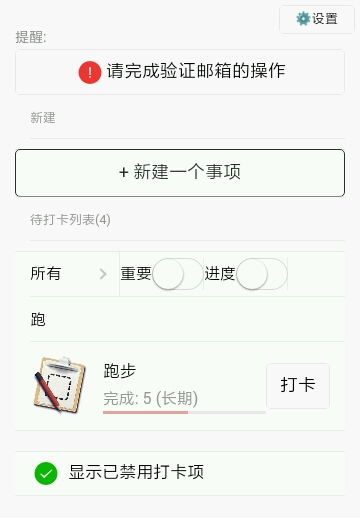 设置
提醒:
请完成验证邮箱的操作
新建
+ 新建一个事项
待打卡列表(4)
所有 重要 进度
跑
跑步
完成: 5 (长期)
打卡
显示已禁用打卡项